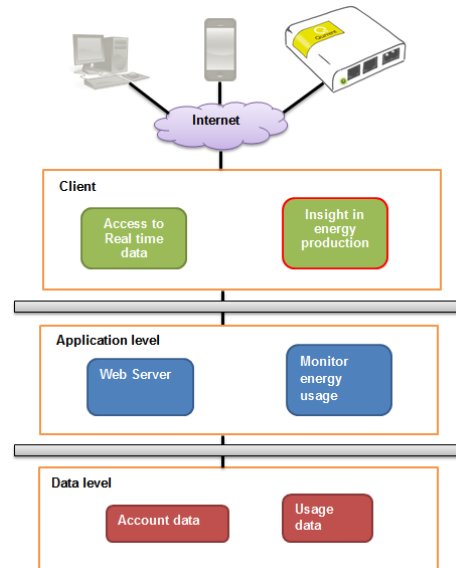 Internet
Client
Access to
Real time
data
Insight in
energy
production
Application level
Web Server
Monitor
energy
usage
Data level
Account data
Usage
data